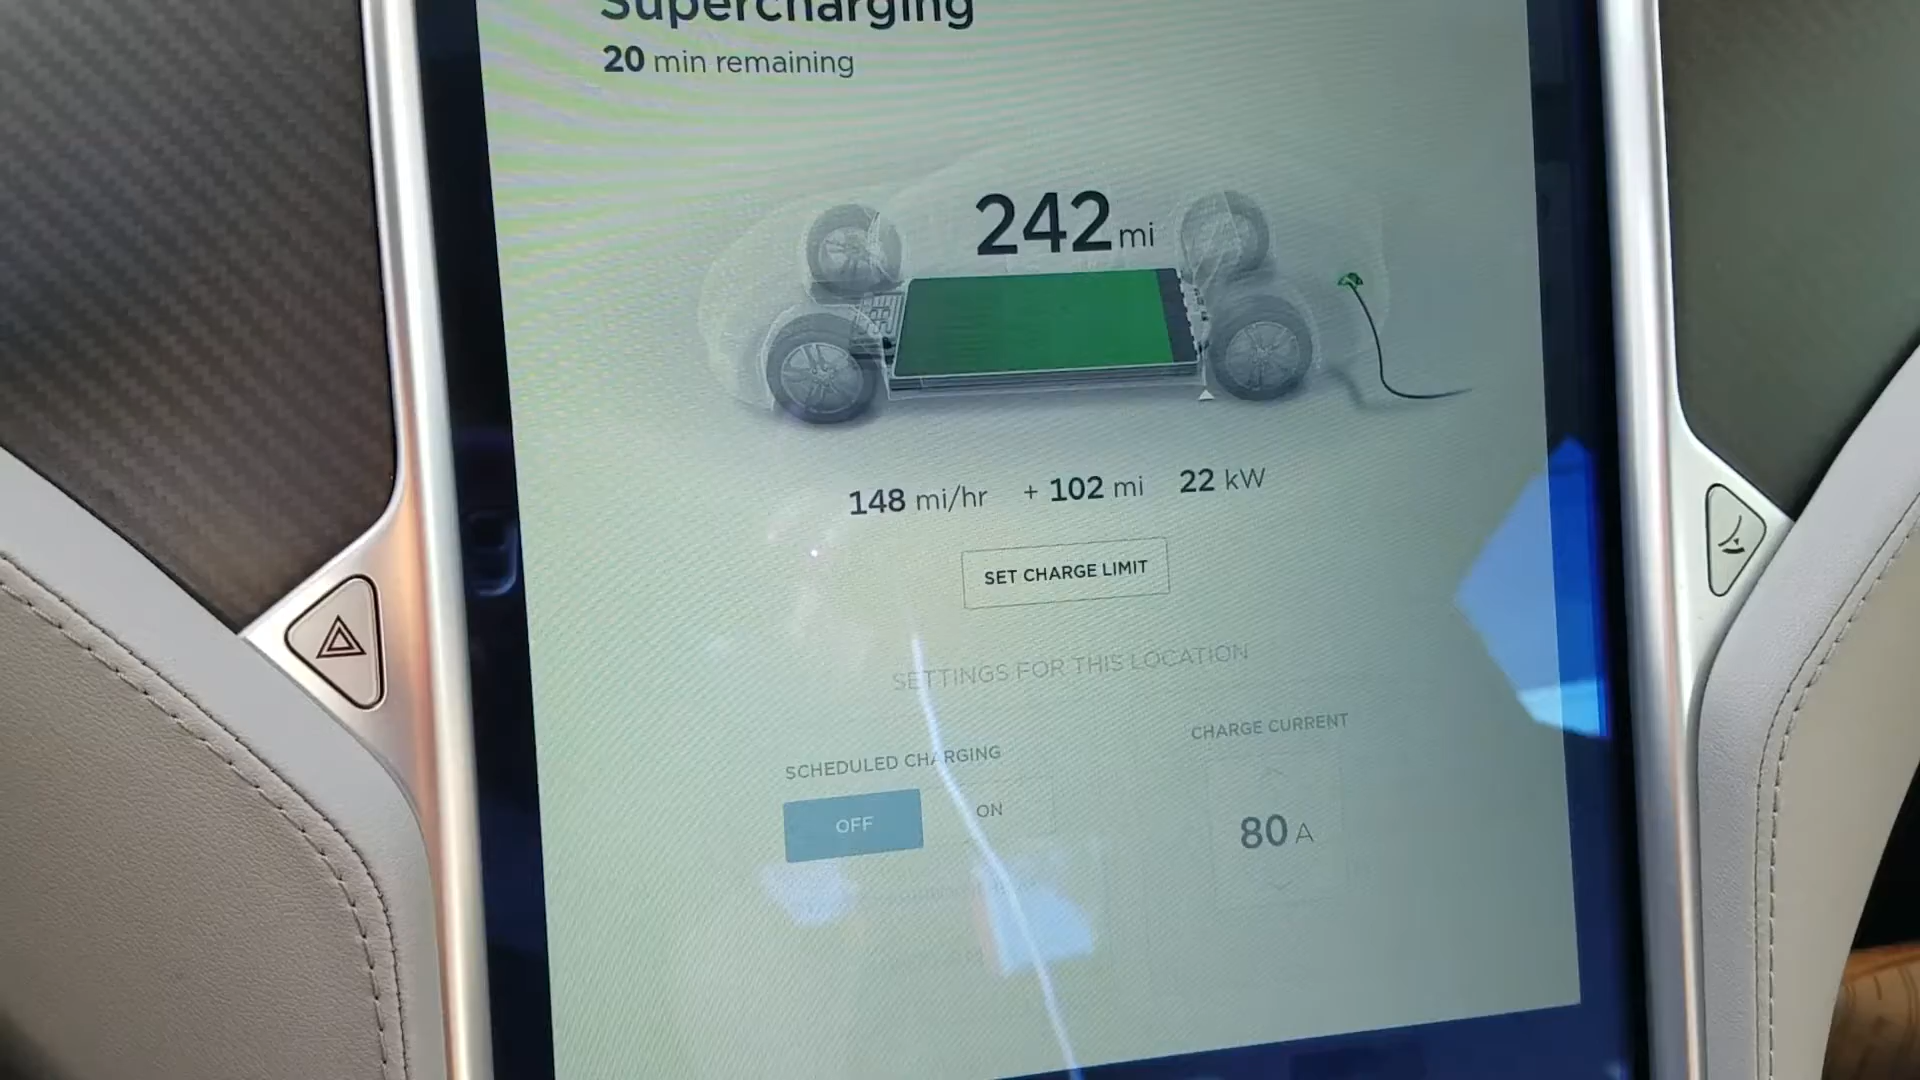 Supercharging
20 min remaining
242 mi
148 mi/hr + 102 mi 22 kW
SET CHARGE LIMIT
SETTINGS FOR THIS LOCATION
SCHEDULED CHARGING
CHARGE CURRENT
OFF ON
80 A